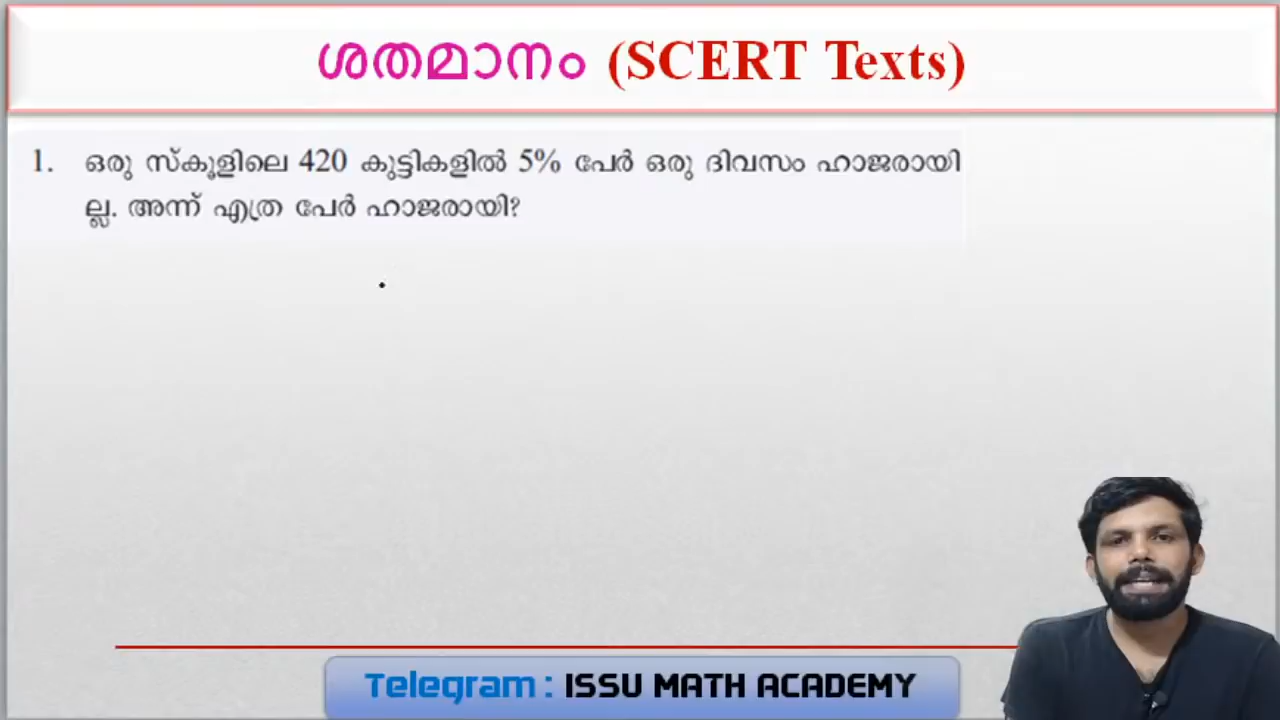 ശതമാനം (SCERT Texts)
1. ഒരു സ്കൂളിലെ 420 കുട്ടികളിൽ 5% പേർ ഒരു ദിവസം ഹാജരായി
ല്ല. അന്ന് എത്ര പേർ ഹാജരായി?
Telegram : ISSU MATH ACADEMY